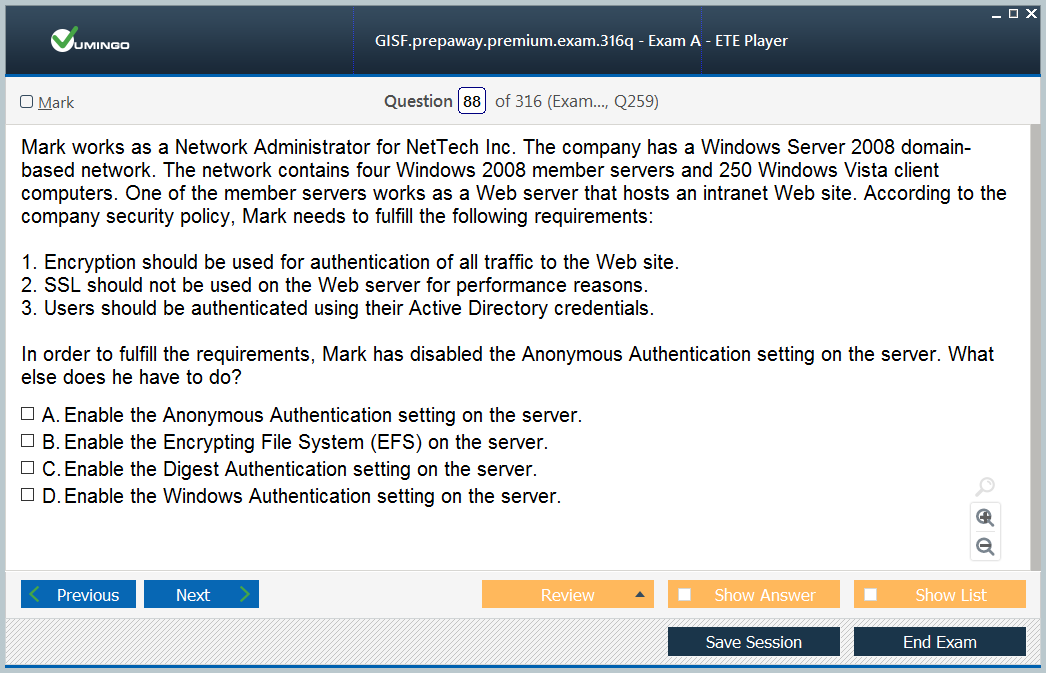 VUMINGO
GISF.prepaway.premium.exam.316q - Exam A - ETE Player
Mark
Question 88 of 316 (Exam..., Q259)
Mark works as a Network Administrator for NetTech Inc. The company has a Windows Server 2008 domain-
based network. The network contains four Windows 2008 member servers and 250 Windows Vista client
computers. One of the member servers works as a Web server that hosts an intranet Web site. According to the
company security policy, Mark needs to fulfill the following requirements:
1. Encryption should be used for authentication of all traffic to the Web site.
2. SSL should not be used on the Web server for performance reasons.
3. Users should be authenticated using their Active Directory credentials.
In order to fulfill the requirements, Mark has disabled the Anonymous Authentication setting on the server. What
else does he have to do?
A. Enable the Anonymous Authentication setting on the server.
B. Enable the Encrypting File System (EFS) on the server.
C. Enable the Digest Authentication setting on the server.
D. Enable the Windows Authentication setting on the server.
Previous Next Review Show Answer Show List
Save Session End Exam